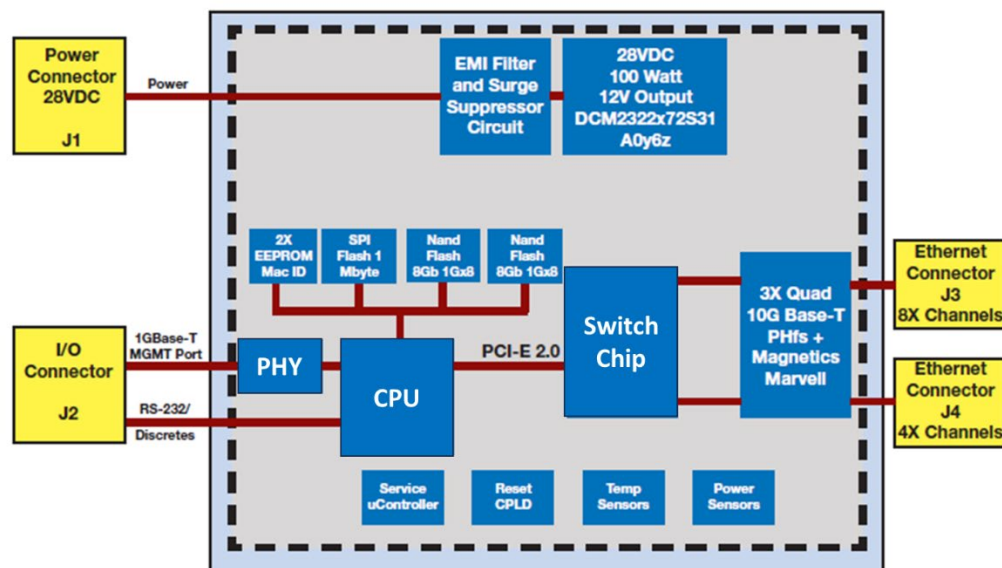 Power
Connector
28VDC
J1
Power
EMI Filter
and Surge
Suppressor
Circuit
28VDC
100 Watt
12V Output
DCM2322x72S31
A0y6z
2X
EEPROM
Mac ID
SPI
Flash 1
Mbyte
Nand
Flash
8Gb 1Gx8
Nand
Flash
8Gb 1Gx8
I/O
Connector
J2
1GBase-T
MGMT Port
RS-232/
Discretes
PHY
CPU
PCI-E 2.0
Switch
Chip
3X Quad
10G Base-T
PHfs +
Magnetics
Marvell
Ethernet
Connector
J3
8X Channels
Ethernet
Connector
J4
4X Channels
Service
uController
Reset
CPLD
Temp
Sensors
Power
Sensors